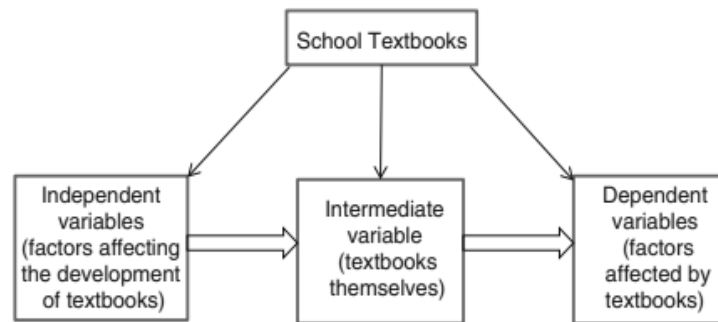 School Textbooks
Independent
variables
(factors affecting
the development
of textbooks)
Intermediate
variable
(textbooks
themselves)
Dependent
variables
(factors
affected by
textbooks)